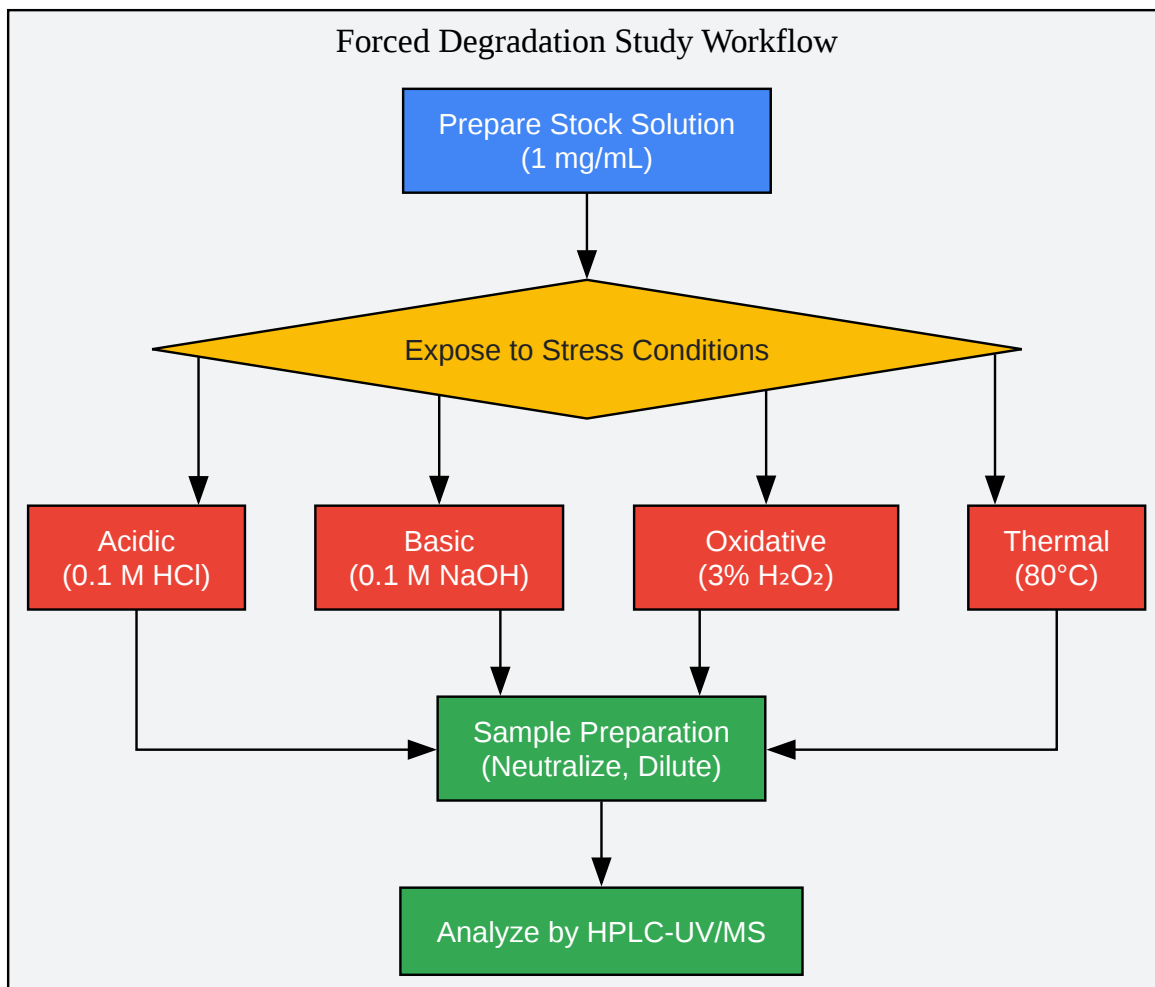 Forced Degradation Study Workflow
Prepare Stock Solution
(1 mg/mL)
Expose to Stress Conditions
Acidic
(0.1 M HCl)
Basic
(0.1 M NaOH)
Oxidative
(3% H₂O₂)
Thermal
(80°C)
Sample Preparation
(Neutralize, Dilute)
Analyze by HPLC-UV/MS